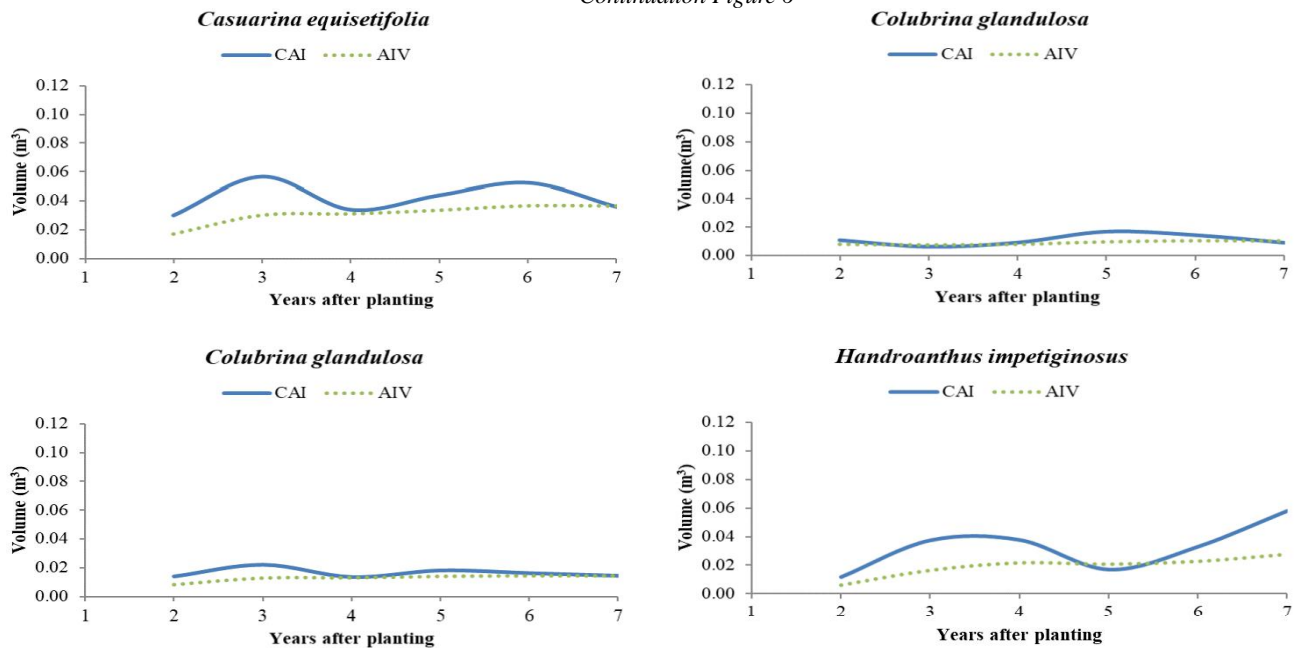 Continuation Figure
Casuarina equisetifolia
CAI AIV
0.12
0.10
0.08
0.06
0.04
0.02
0.00
Volume (m³)
1 2 3 4 5 6 7
Years after planting
Colubrina glandulosa
CAI AIV
0.12
0.10
0.08
0.06
0.04
0.02
0.00
Volume(m³)
1 2 3 4 5 6 7
Years after planting
Colubrina glandulosa
CAI AIV
0.12
0.10
0.08
0.06
0.04
0.02
0.00
Volume (m³)
1 2 3 4 5 6 7
Years after planting
Handroanthus impetiginosus
CAI AIV
0.12
0.10
0.08
0.06
0.04
0.02
0.00
Volume (m³)
1 2 3 4 5 6 7
Years after planting